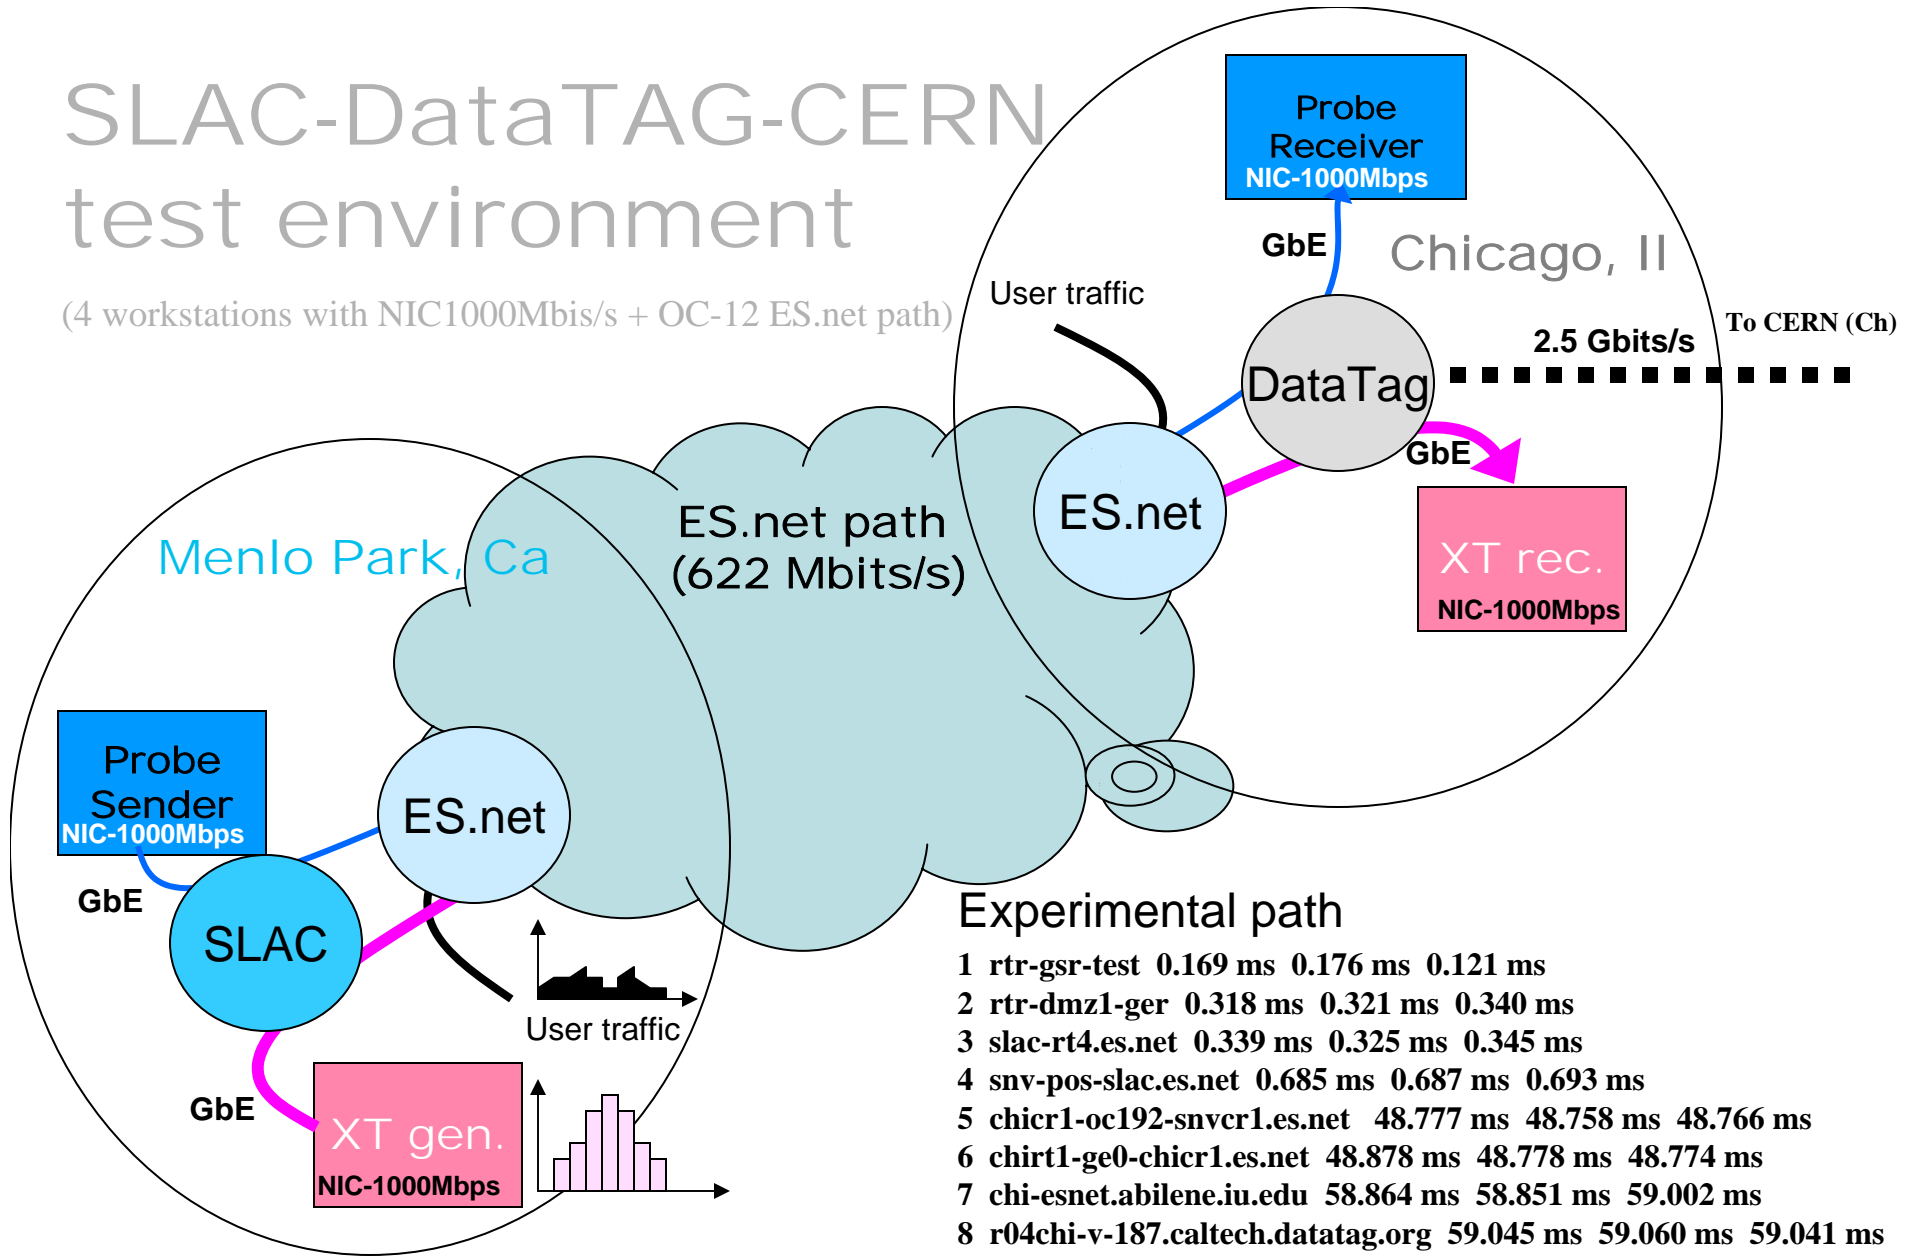 SLAC-DataTAG-CERN
test environment
(4 workstations with NIC1000Mbis/s + OC-12 ES.net path)
Probe
Receiver
NIC-1000Mbps
GbE
Chicago, Il
User traffic
To CERN (Ch)
2.5 Gbits/s
DataTag
GbE
ES.net
ES.net path
(622 Mbits/s)
XT rec.
NIC-1000Mbps
Menlo Park, Ca
Probe
Sender
NIC-1000Mbps
ES.net
GbE
SLAC
User traffic
GbE
XT gen.
NIC-1000Mbps
Experimental path
1 rtr-gsr-test 0.169 ms 0.176 ms 0.121 ms
2 rtr-dmz1-ger 0.318 ms 0.321 ms 0.340 ms
3 slac-rt4.es.net 0.339 ms 0.325 ms 0.345 ms
4 snv-pos-slac.es.net 0.685 ms 0.687 ms 0.693 ms
5 chicr1-oc192-snvcr1.es.net 48.777 ms 48.758 ms 48.766 ms
6 chirt1-ge0-chicr1.es.net 48.878 ms 48.778 ms 48.774 ms
7 chi-esnet.abilene.iu.edu 58.864 ms 58.851 ms 59.002 ms
8 r04chi-v-187.caltech.datatag.org 59.045 ms 59.060 ms 59.041 ms